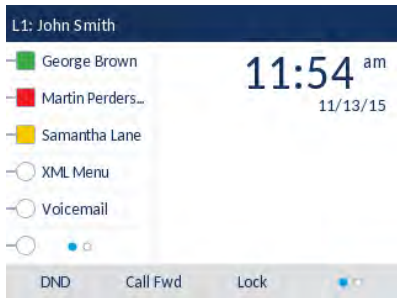 L1: John Smith
George Brown
11:54 am
Martin Perders...
11/13/15
Samantha Lane
XML Menu
Voicemail
DND Call Fwd Lock